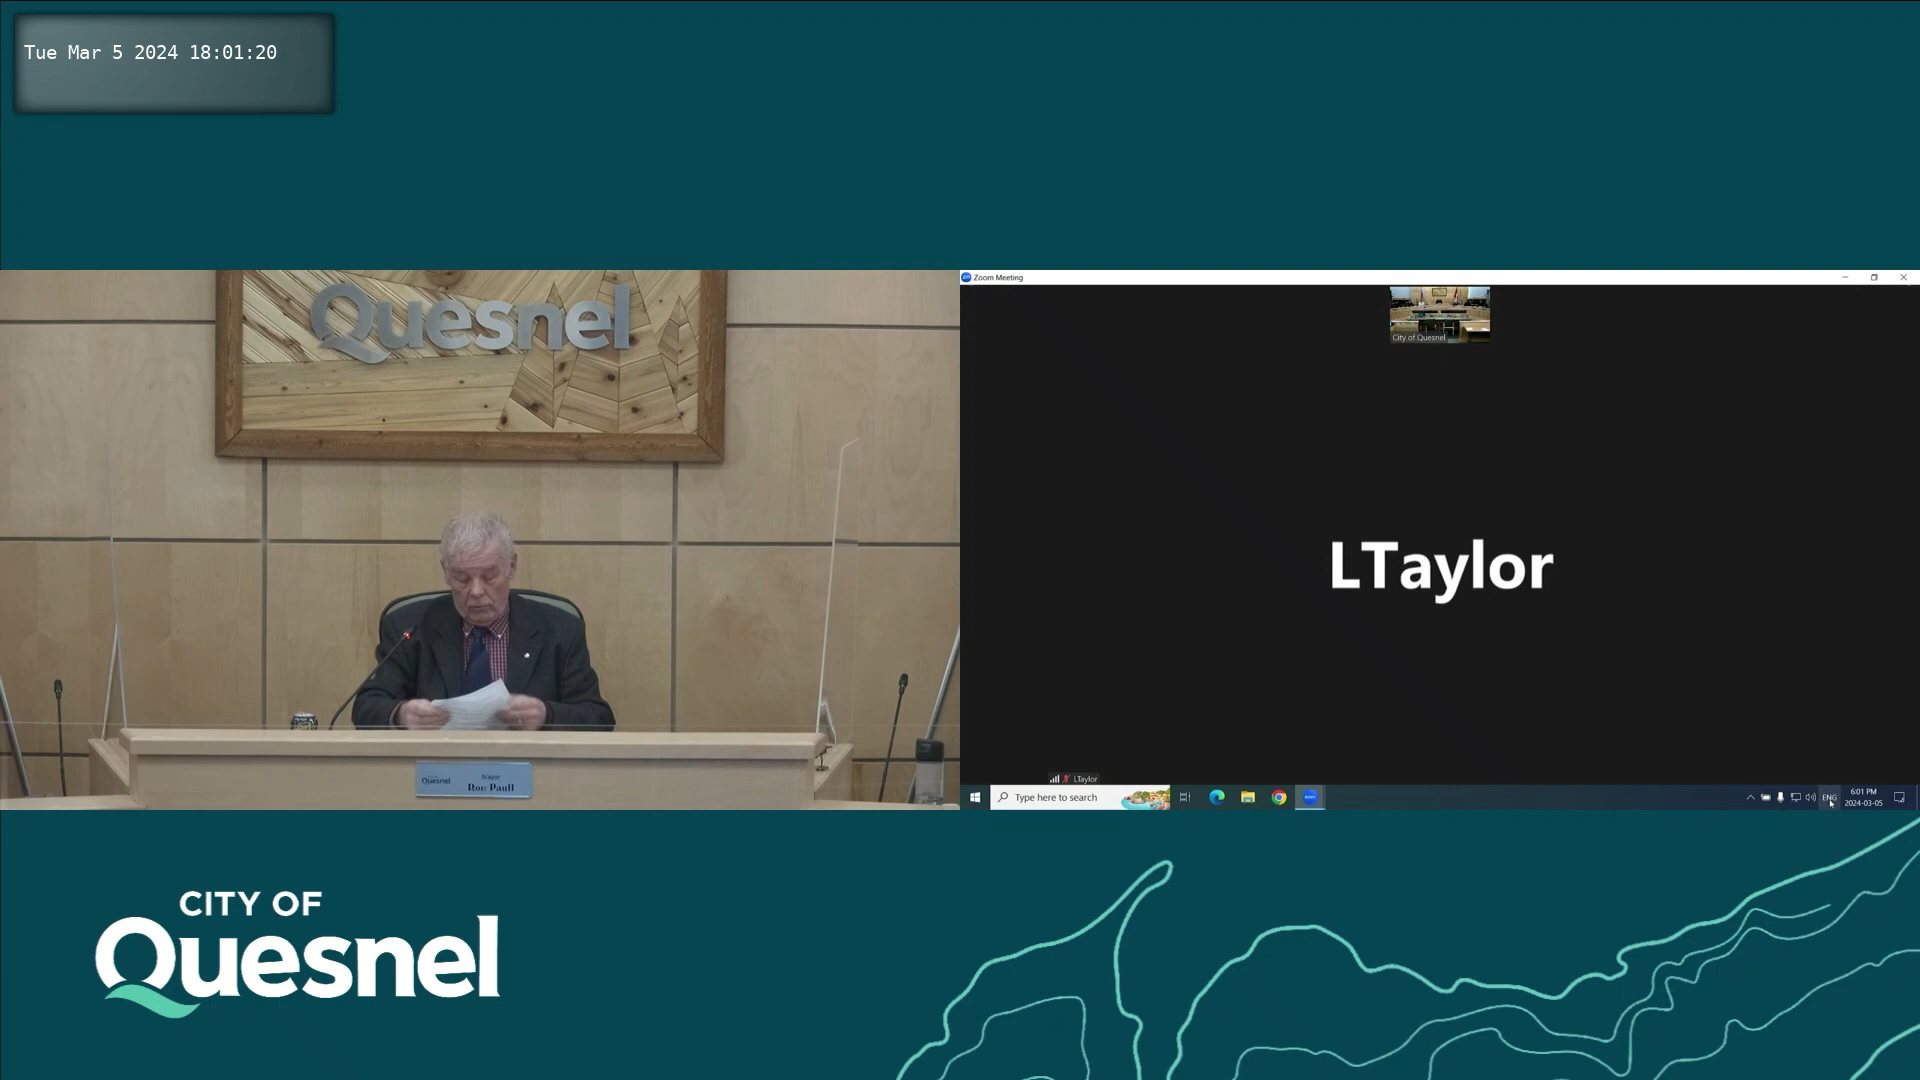 Tue Mar 5 2024 18:01:20
Quesnel
Zoom Meeting
City of Quesnel
LTaylor
LTaylor
Quesnel
Mayor
Ron Paull
Type here to search
ENG
6:01 PM
2024-03-05
CITY OF
Quesnel